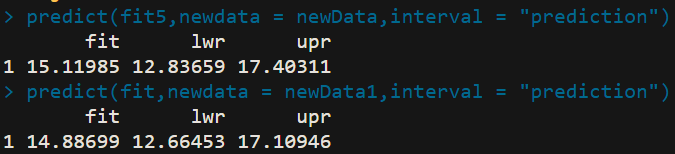 > predict(fit5,newdata = newData,interval = "prediction")
fit lwr upr
1 15.11985 12.83659 17.40311
> predict(fit,newdata = newData1,interval = "prediction")
fit lwr upr
1 14.88699 12.66453 17.10946